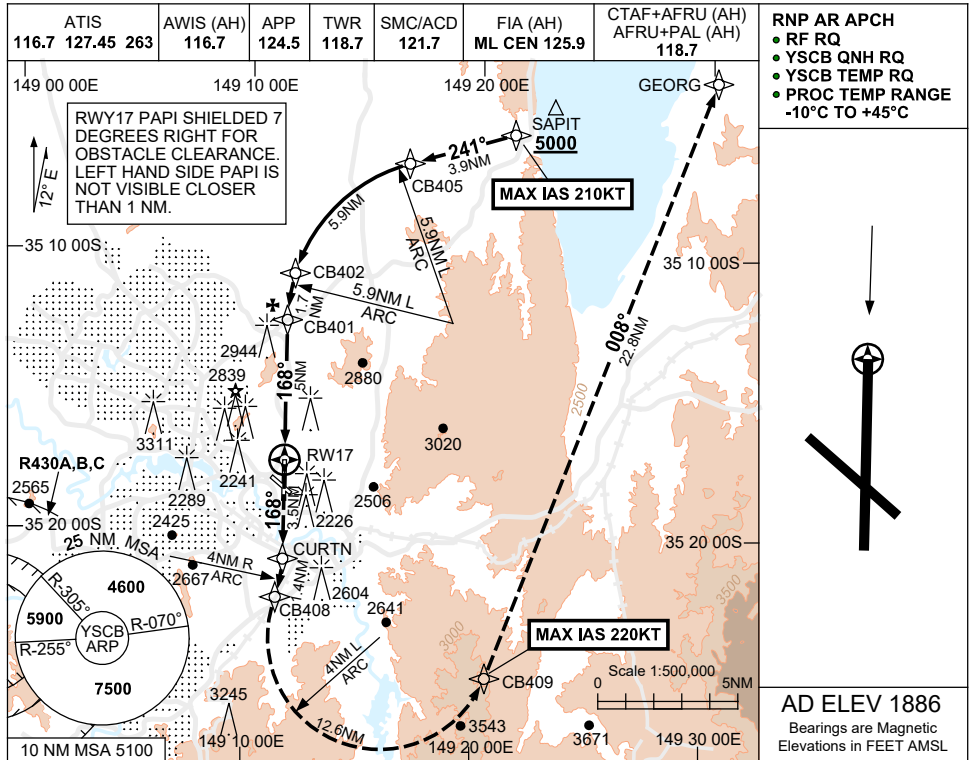 ATIS
116.7 127.45 263
AWIS (AH)
116.7
APP
124.5
TWR
118.7
SMC/ACD
121.7
FIA (AH)
ML CEN 125.9
CTAF+AFRU (AH)
AFRU+PAL (AH)
118.7
RNP AR APCH
RF RQ
YSCB QNH RQ
YSCB TEMP RQ
PROC TEMP RANGE
-10°C TO +45°C
149 00 00E
149 10 00E
149 20 00E
GEORG
RWY17 PAPI SHIELDED 7
DEGREES RIGHT FOR
OBSTACLE CLEARANCE.
LEFT HAND SIDE PAPI IS
NOT VISIBLE CLOSER
THAN 1 NM.
12° E
SAPIT
5000
241°
3.9NM
CB405
MAX IAS 210KT
5.9NM
5.9NM L
ARC
35 10 00S
35 10 00S
CB402
5.9NM L
ARC
1.7
NM
CB401
2944
2839
2880
168°
5NM
008°
22.8NM
2500
3311
3020
RW17
R430A,B,C
2565
2289
2241
2226
2506
35 20 00S
168°
5NM
2425
25 NM MSA
4NM R
ARC
2667
CURTN
1.4NM
CB408
2604
2641
35 20 00S
3500
3000
4600
R-305°
5900
R-070°
YSCB
ARP
R-255°
7500
4NM L
ARC
MAX IAS 220KT
Scale 1:500,000
0
5NM
CB409
3245
12.6NM
3543
3671
10 NM MSA 5100
149 10 00E
149 20 00E
149 30 00E
AD ELEV 1886
Bearings are Magnetic
Elevations in FEET AMSL